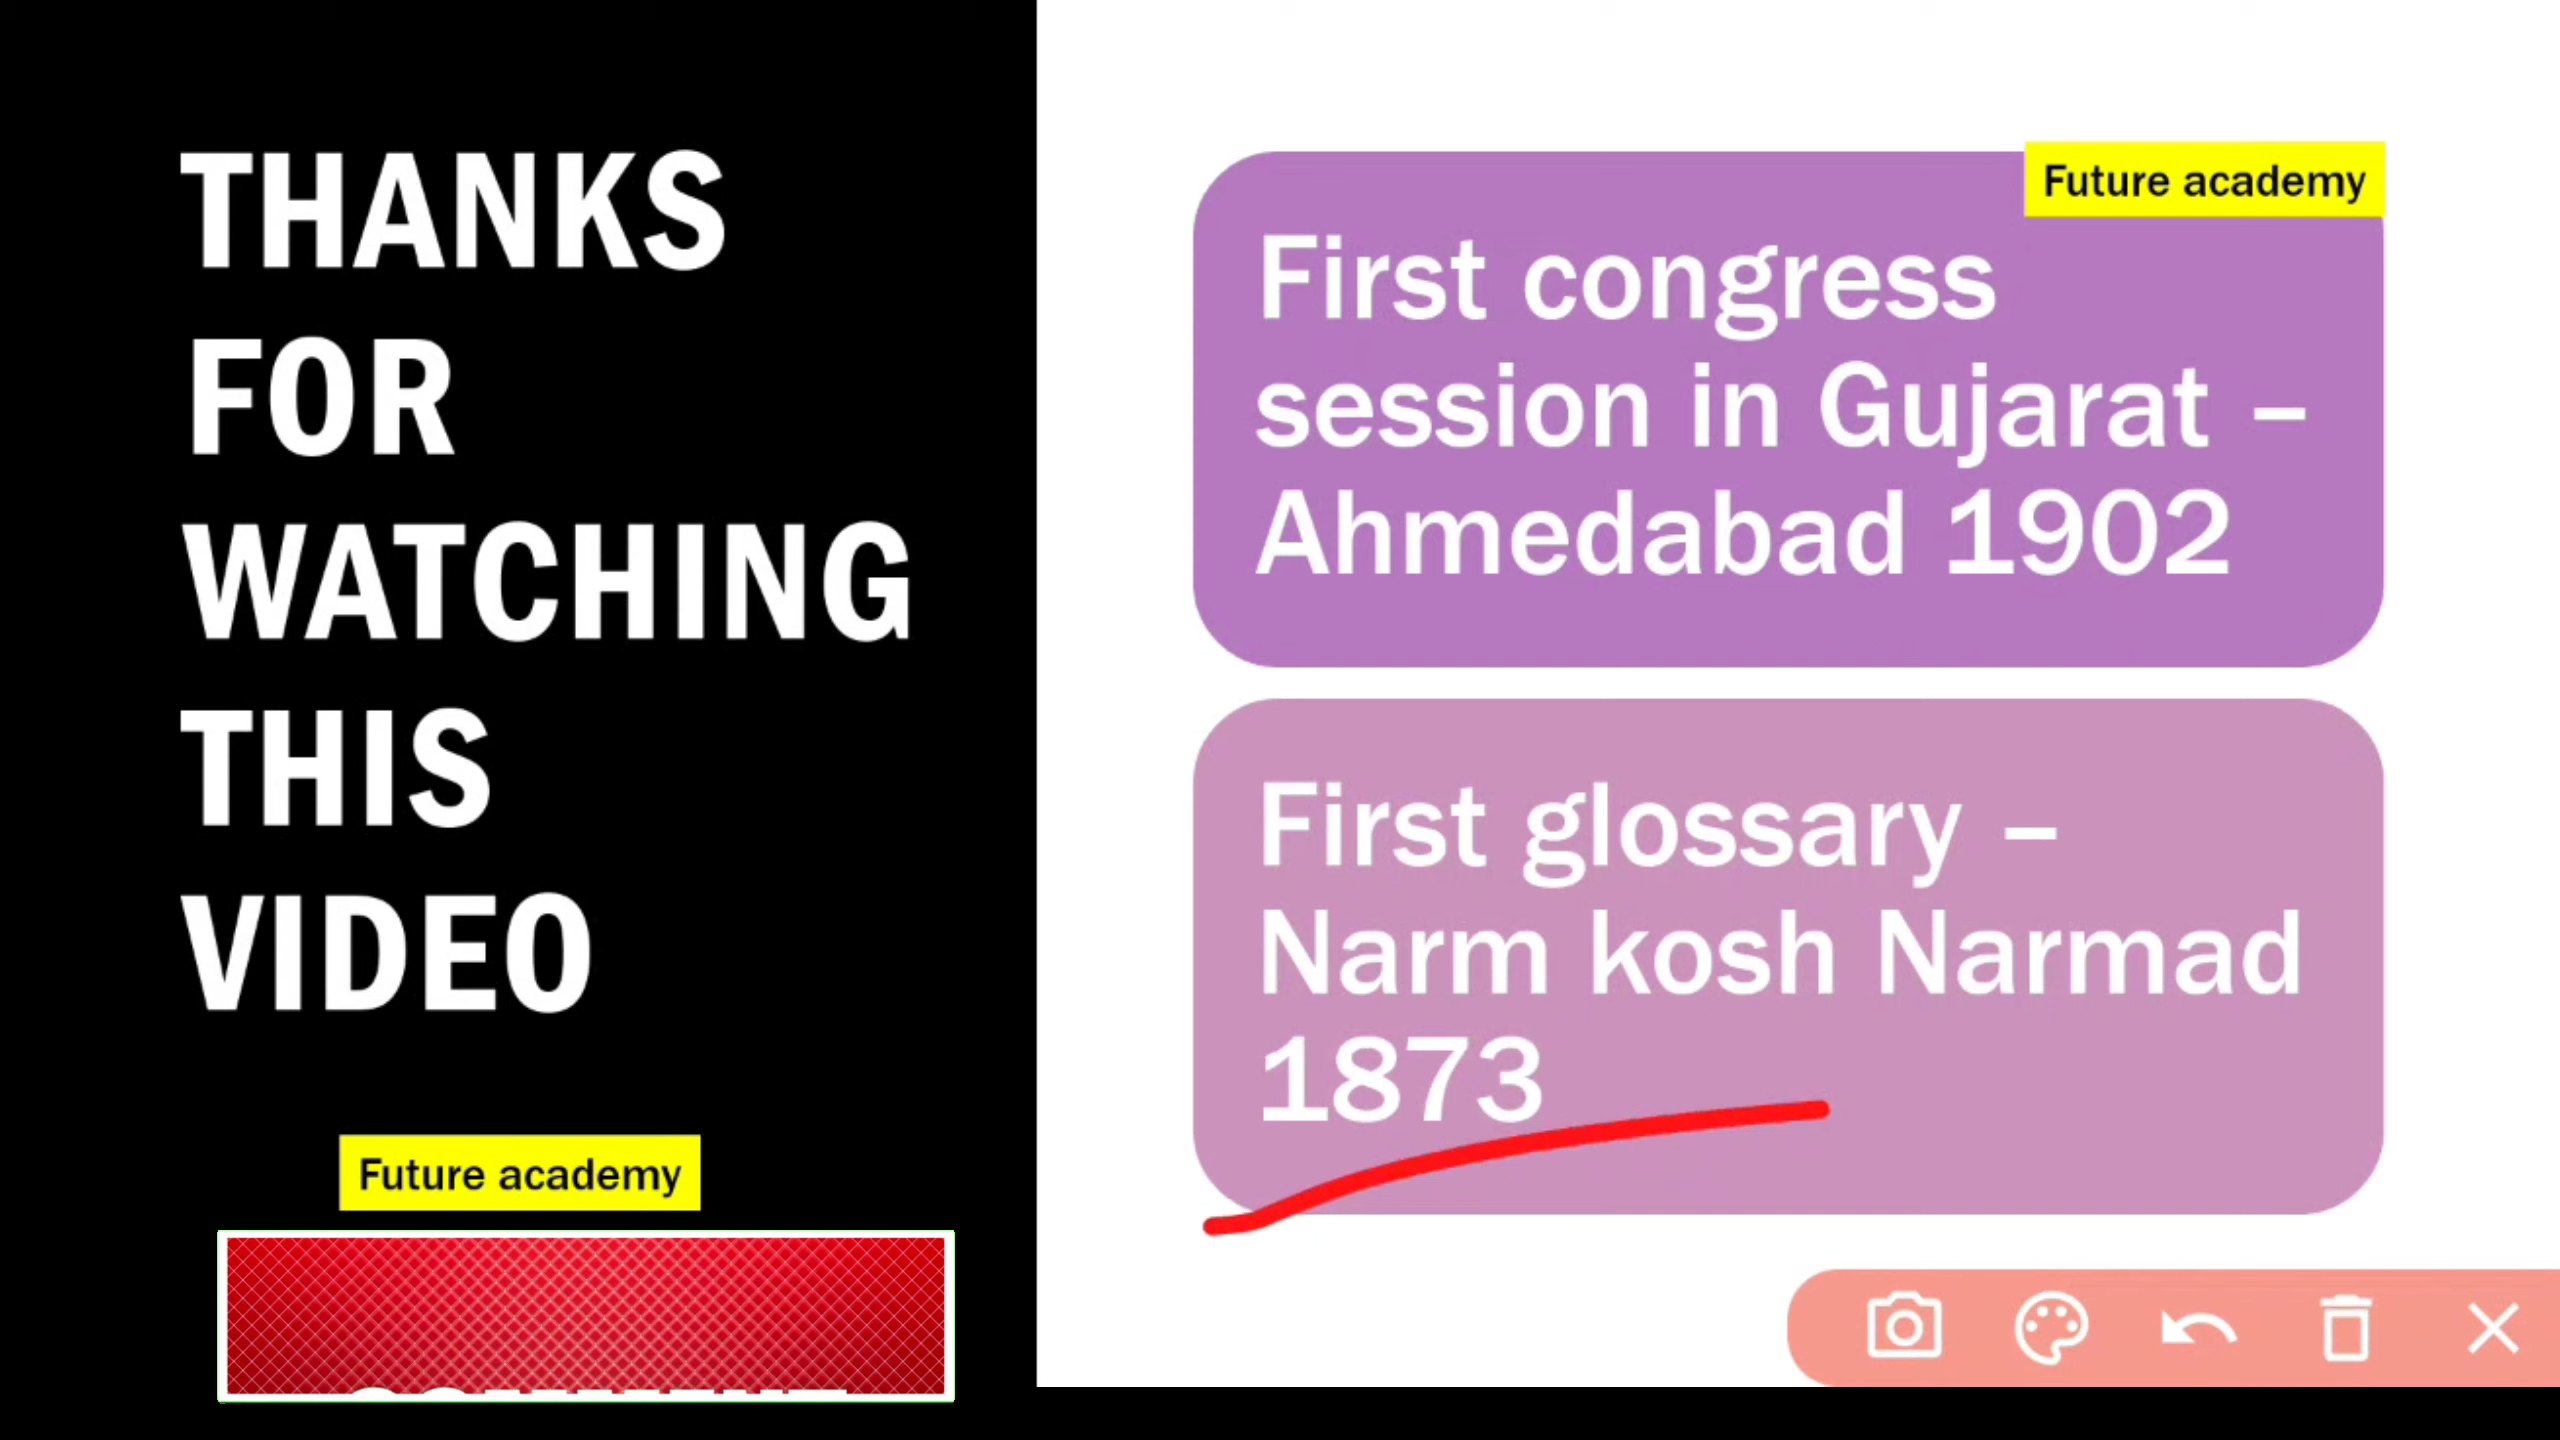 THANKS
FOR
WATCHING
THIS
VIDEO
Future academy
Future academy
First congress
session in Gujarat –
Ahmedabad 1902
First glossary –
Narm kosh Narmad
1873